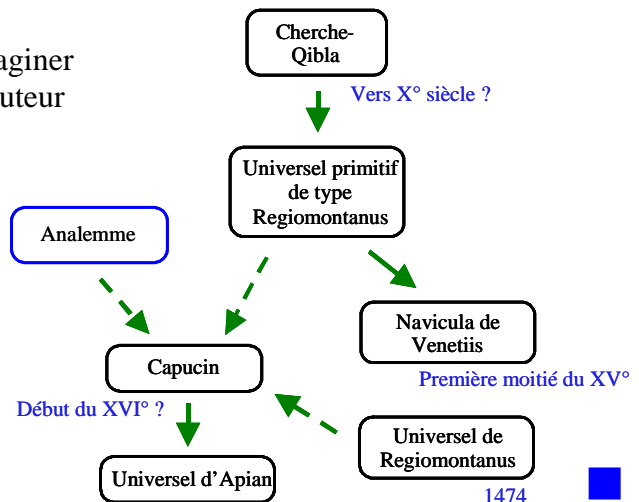 Cherche-
Qibla
aginer
uteur
Vers X° siècle ?
Universel primitif
de type
Regiomontanus
Analemme
Navicula de
Venetiis
Première moitié du XV°
Capucin
Début du XVI° ?
Universel de
Regiomontanus
Universel d'Apian
1474